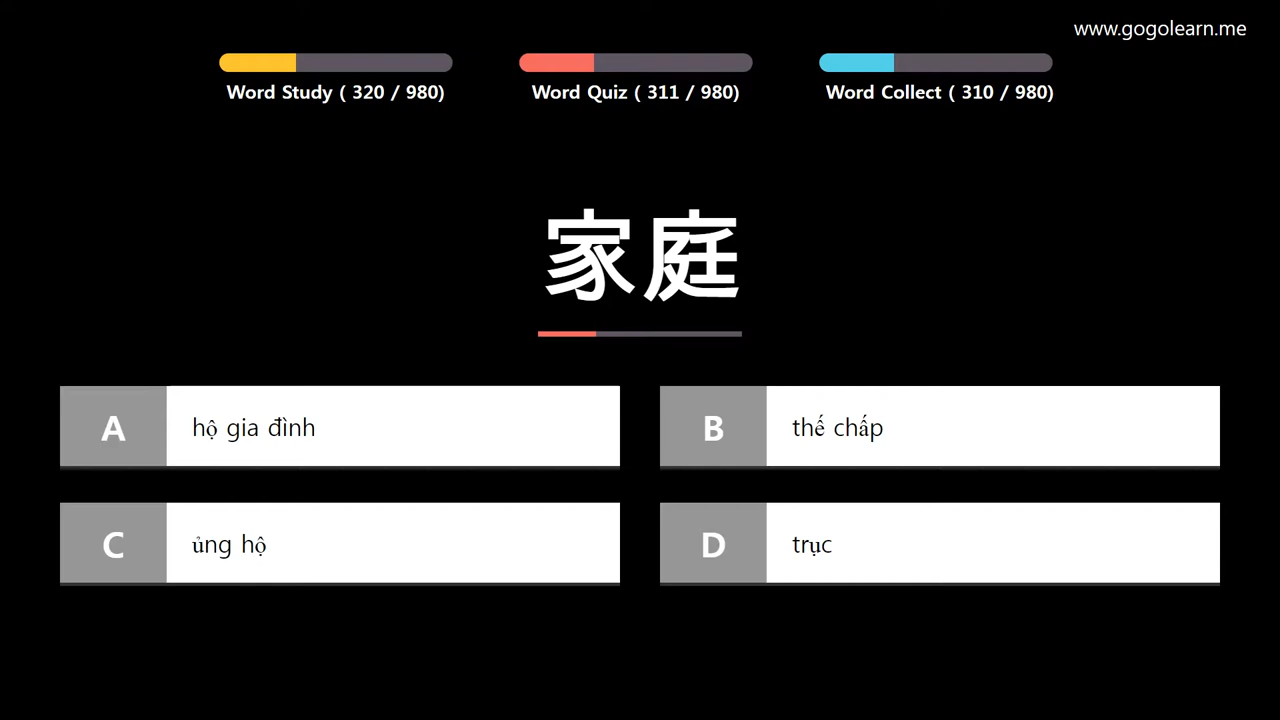 www.gogolearn.me
Word Study ( 320 / 980)
Word Quiz ( 311 / 980)
Word Collect ( 310 / 980)
家庭
A hộ gia đình
B thế chấp
C ủng hộ
D trục